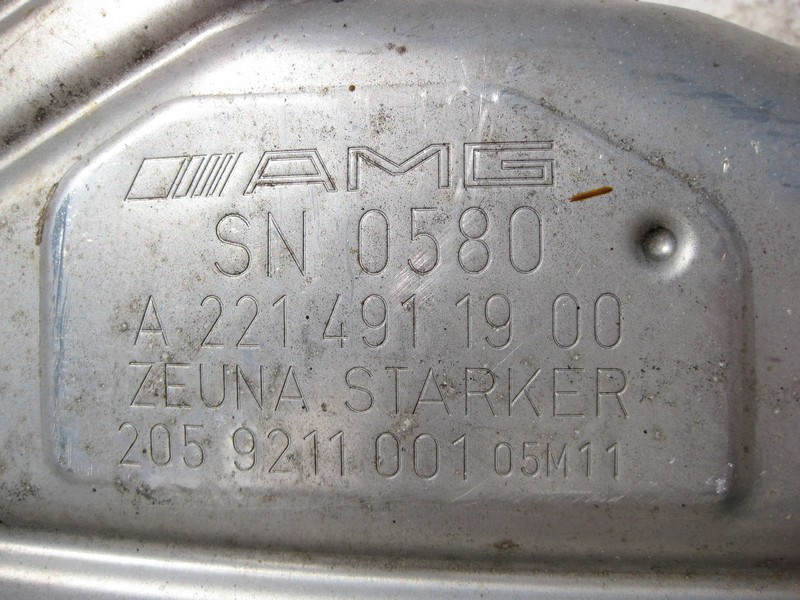 AMG
SN 0580
A 221 491 19 00
ZEUNA STARKER
205 9211 001 05M11